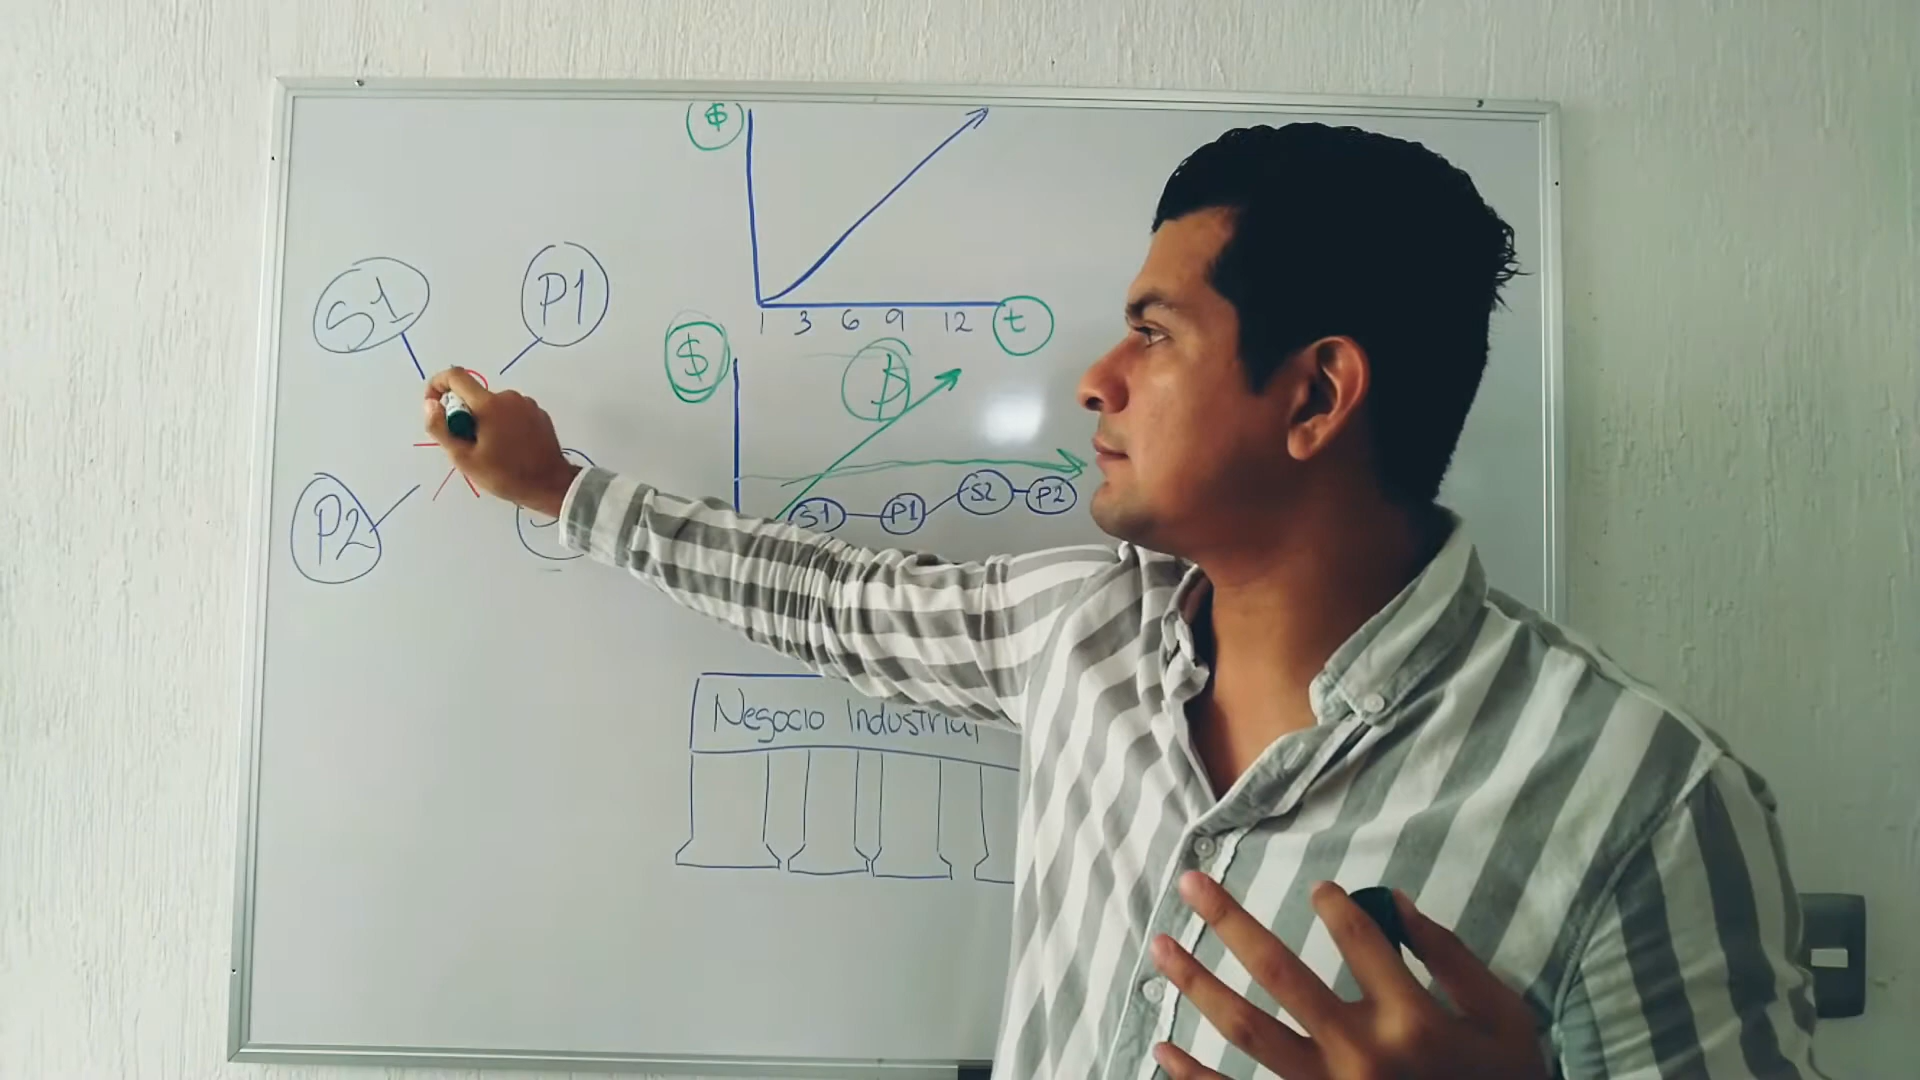 $
S1
P1
1 3 6 9 12 t
$
B
P2
S1 P1 S2 P2
Negocio Industrial